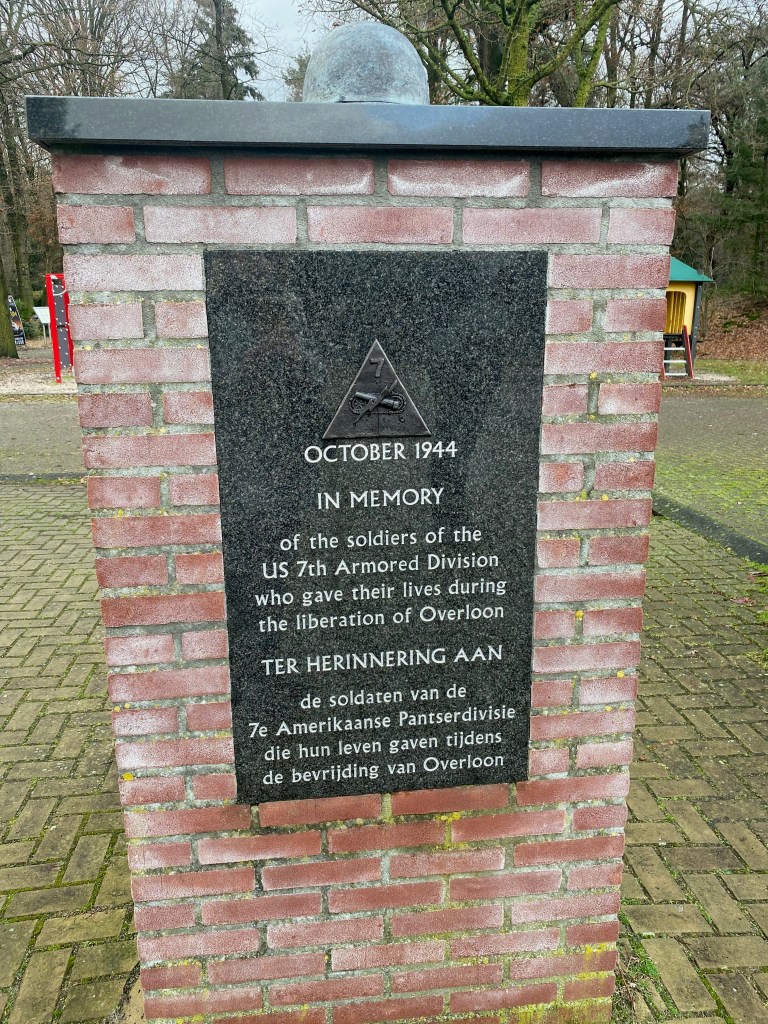 7
OCTOBER 1944
IN MEMORY
of the soldiers of the
US 7th Armored Division
who gave their lives during
the liberation of Overloon
TER HERINNERING AAN
de soldaten van de
7e Amerikaanse Pantserdivisie
die hun leven gaven tijdens
de bevrijding van Overloon